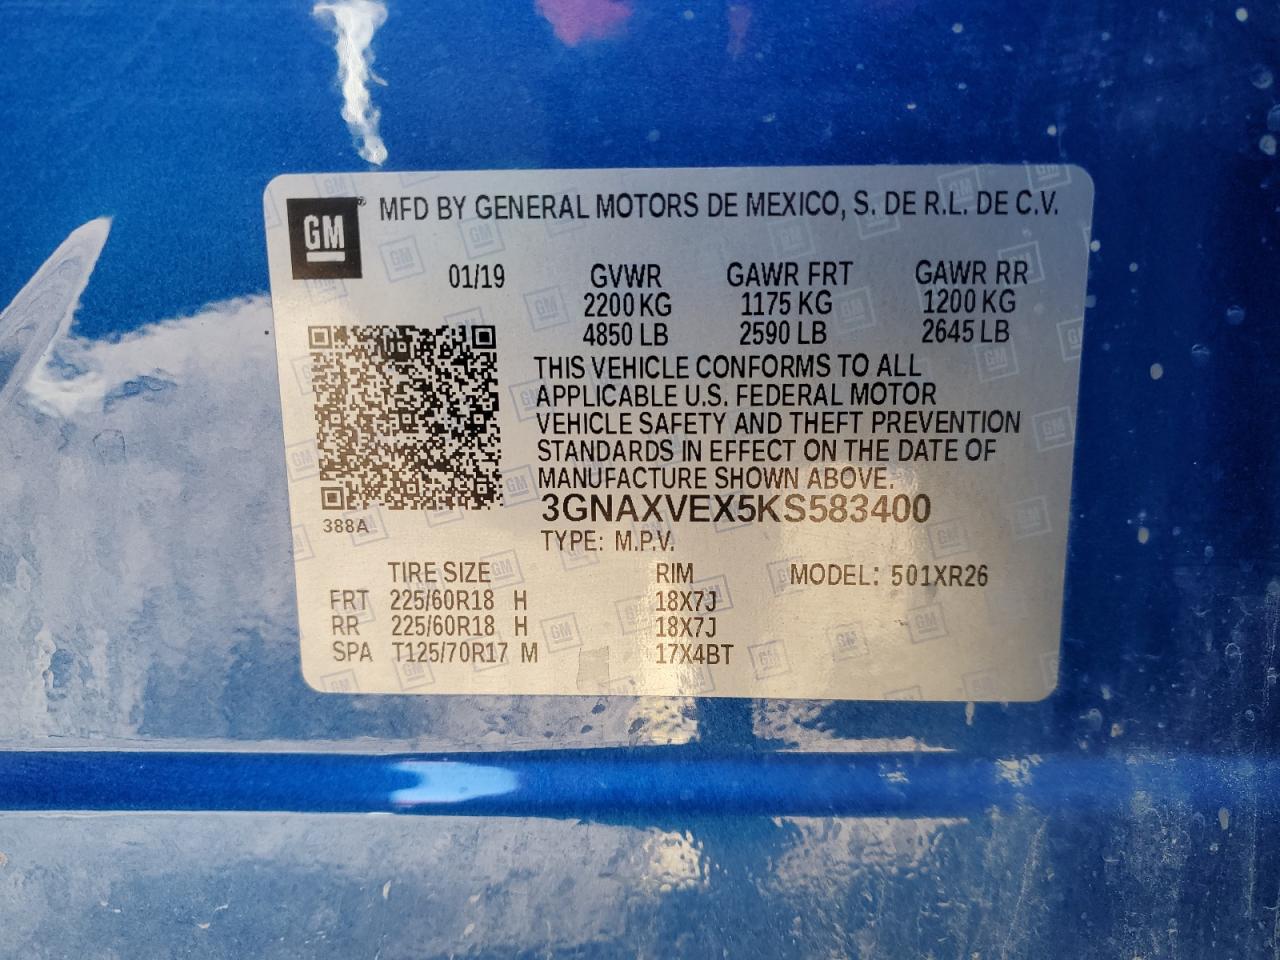 GM ® MFD BY GENERAL MOTORS DE MEXICO, S. DE R.L. DE C.V.
01/19 GVWR GAWR FRT GAWR RR
2200 KG 1175 KG 1200 KG
4850 LB 2590 LB 2645 LB
THIS VEHICLE CONFORMS TO ALL
APPLICABLE U.S. FEDERAL MOTOR
VEHICLE SAFETY AND THEFT PREVENTION
STANDARDS IN EFFECT ON THE DATE OF
MANUFACTURE SHOWN ABOVE.
3GNAXVEX5KS583400
388A
TYPE: M.P.V.
TIRE SIZE RIM MODEL: 501XR26
FRT 225/60R18 H 18X7J
RR 225/60R18 H 18X7J
SPA T125/70R17 M 17X4BT